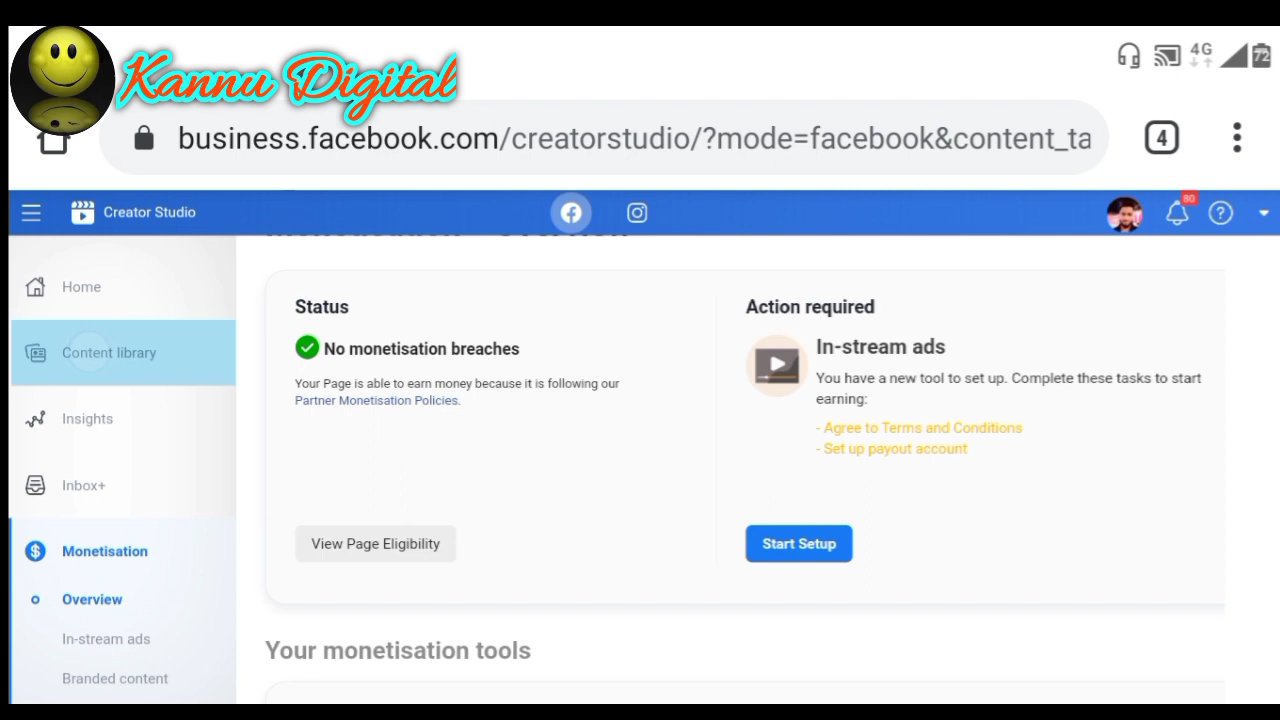 Kannu Digital
4G
72
business.facebook.com/creatorstudio/?mode=facebook&content_ta
4
Creator Studio
80
Home
Content library
Insights
Inbox+
Monetisation
Overview
In-stream ads
Branded content
Status
No monetisation breaches
Your Page is able to earn money because it is following our
Partner Monetisation Policies.
View Page Eligibility
Action required
In-stream ads
You have a new tool to set up. Complete these tasks to start
earning:
- Agree to Terms and Conditions
- Set up payout account
Start Setup
Your monetisation tools